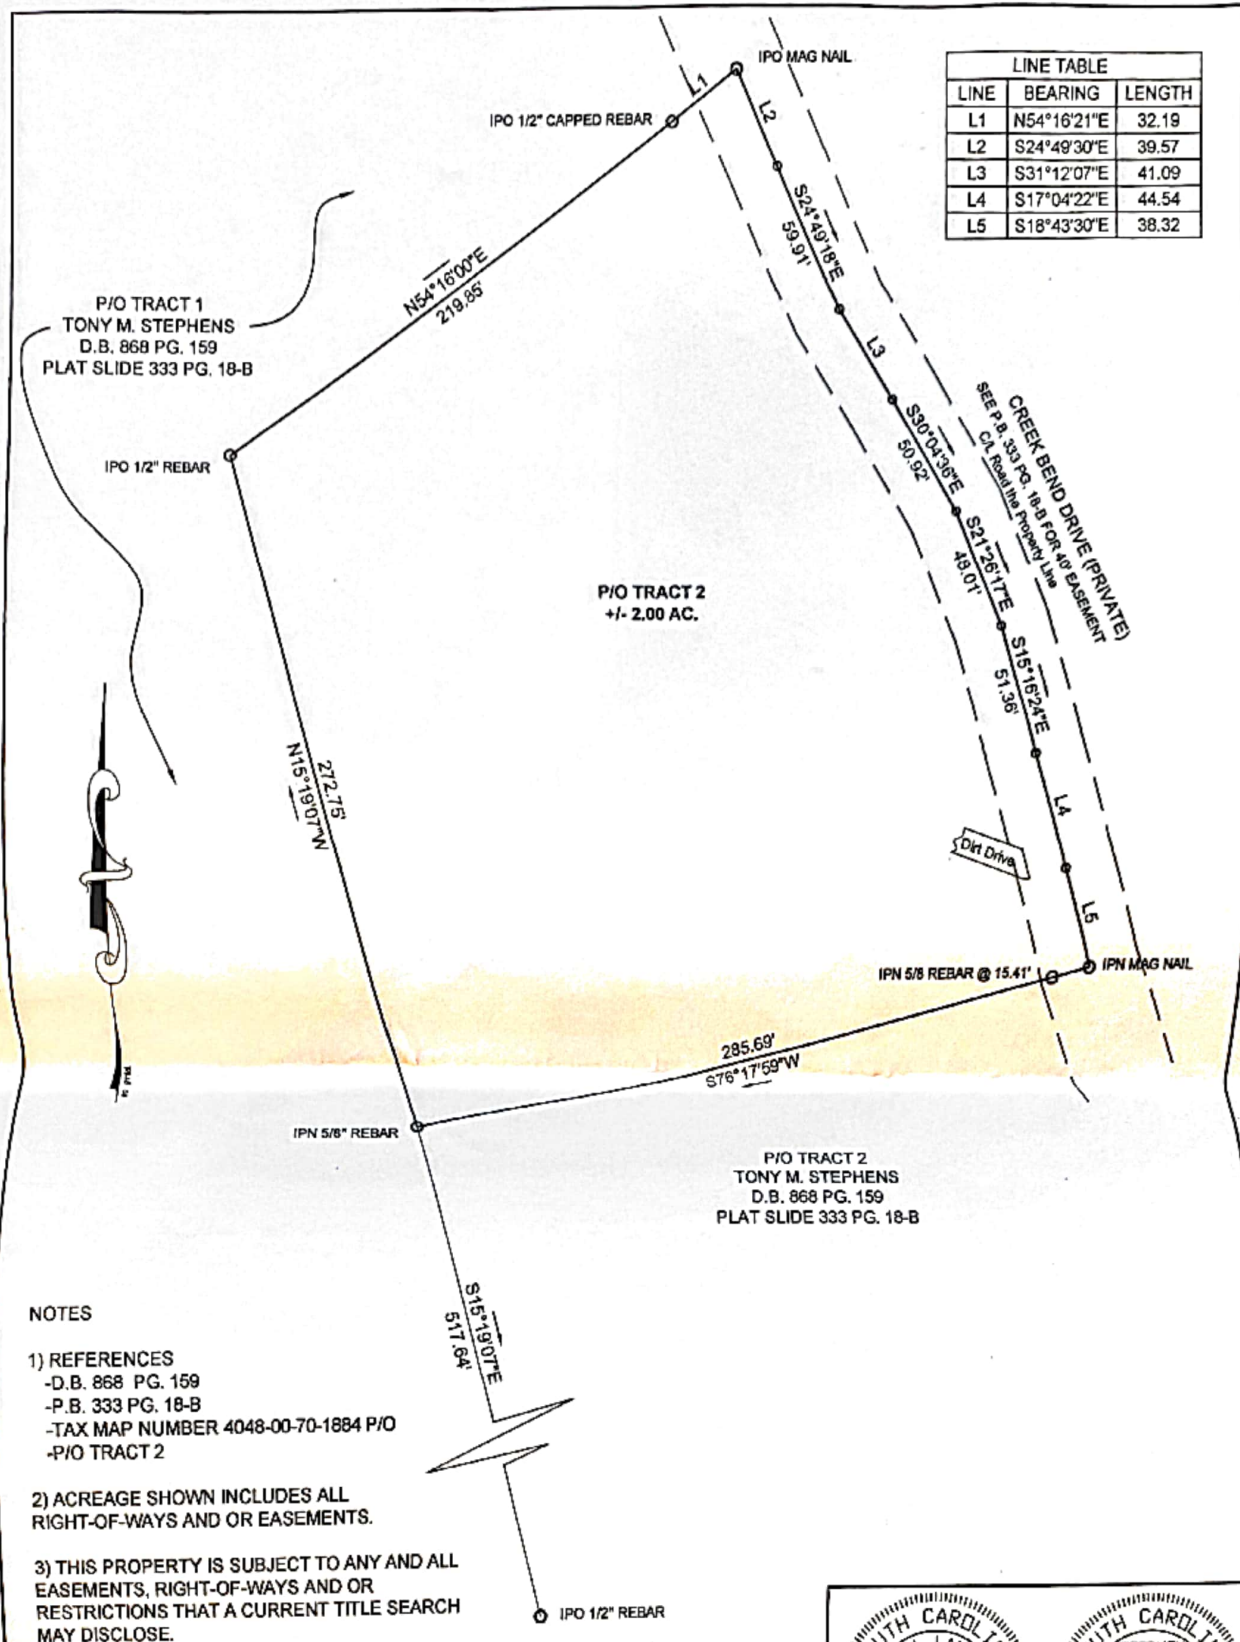 LINE TABLE
LINE BEARING LENGTH
L1 N54°16'21"E 32.19
L2 S24°49'30"E 39.57
L3 S31°12'07"E 41.09
L4 S17°04'22"E 44.54
L5 S18°43'30"E 38.32
IPO MAG NAIL
L1
IPO 1/2" CAPPED REBAR
L2
S24°49'18"E
59.91'
N54°16'00"E
219.85'
P/O TRACT 1
TONY M. STEPHENS
D.B. 868 PG. 159
PLAT SLIDE 333 PG. 18-B
L3
IPO 1/2" REBAR
S30°04'36"E
50.92'
CREEK BEND DRIVE (PRIVATE)
SEE P.B. 333 PG. 18-B FOR 40' EASEMENT
C/L Road the Property Line
S21°26'17"E
48.01'
P/O TRACT 2
+/- 2.00 AC.
S15°16'24"E
51.36'
272.75'
N15°19'07"W
L4
Dirt Drive
L5
IPN 5/8 REBAR @ 15.41'
IPN MAG NAIL
285.69'
S76°17'59"W
IPN 5/8" REBAR
P/O TRACT 2
TONY M. STEPHENS
D.B. 868 PG. 159
PLAT SLIDE 333 PG. 18-B
S15°19'07"E
517.64'
NOTES
1) REFERENCES
-D.B. 868 PG. 159
-P.B. 333 PG. 18-B
-TAX MAP NUMBER 4048-00-70-1884 P/O
-P/O TRACT 2
2) ACREAGE SHOWN INCLUDES ALL
RIGHT-OF-WAYS AND OR EASEMENTS.
3) THIS PROPERTY IS SUBJECT TO ANY AND ALL
EASEMENTS, RIGHT-OF-WAYS AND OR
RESTRICTIONS THAT A CURRENT TITLE SEARCH
MAY DISCLOSE.
IPO 1/2" REBAR